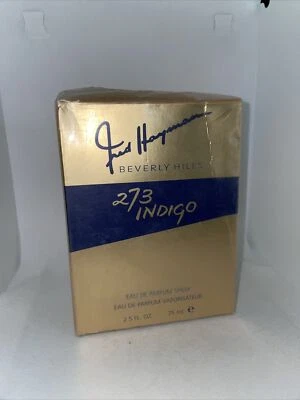 Fred Hayman
BEVERLY HILLS
273
INDIGO
EAU DE PARFUM SPRAY
EAU DE PARFUM VAPORISATEUR
2.5 FL. OZ. 75 mL e